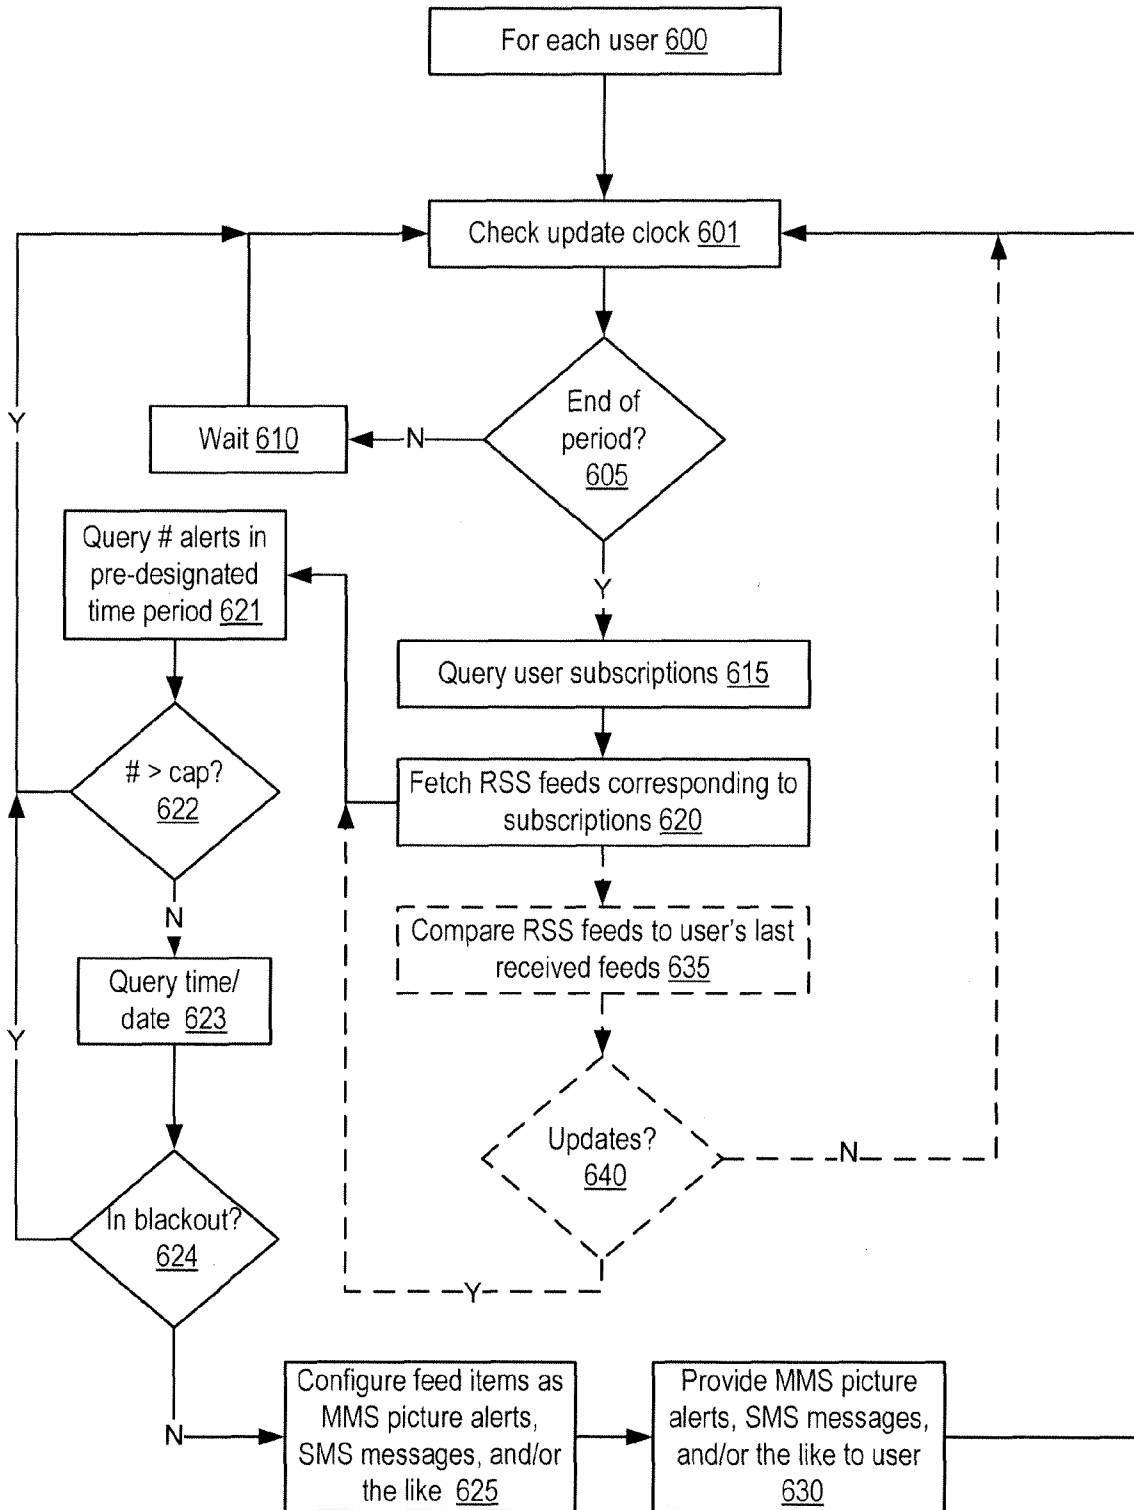 For each user 600
Check update clock 601
End of
period?
605
N
Wait 610
Y
Y
Query # alerts in
pre-designated
time period 621
Query user subscriptions 615
# > cap?
622
Fetch RSS feeds corresponding to
subscriptions 620
N
Compare RSS feeds to user's last
received feeds 635
Query time/
date 623
Y
Updates?
640
N
In blackout?
624
Y
N
Configure feed items as
MMS picture alerts,
SMS messages, and/or
the like 625
Provide MMS picture
alerts, SMS messages,
and/or the like to user
630